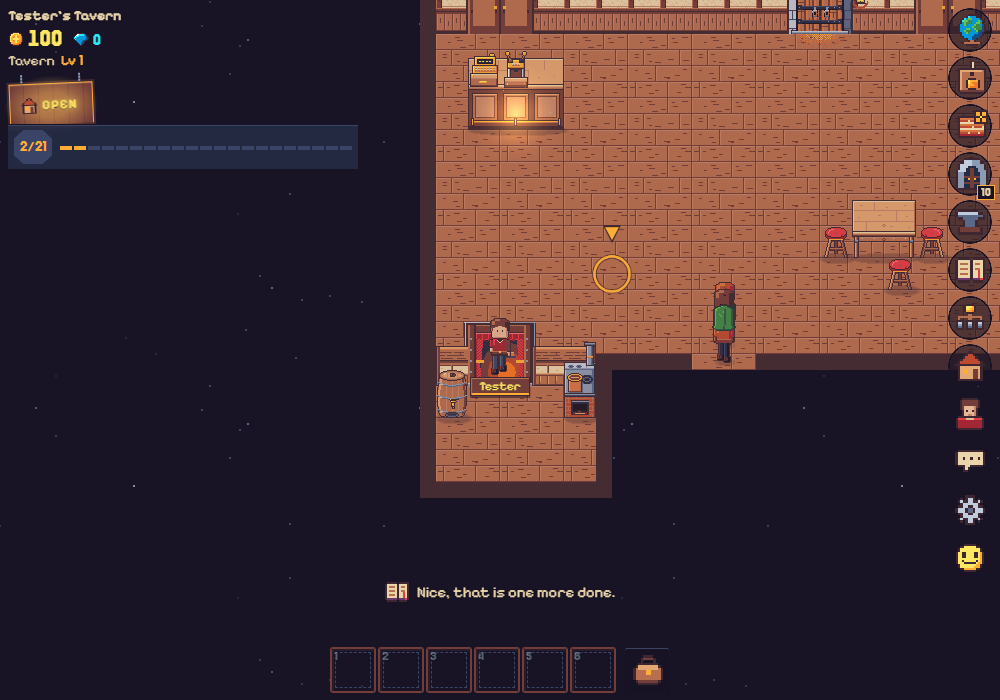 Tester's Tavern
100 0
Tavern Lv 1
OPEN
2/21
10
Tester
Nice, that is one more done.
1 2 3 4 5 6